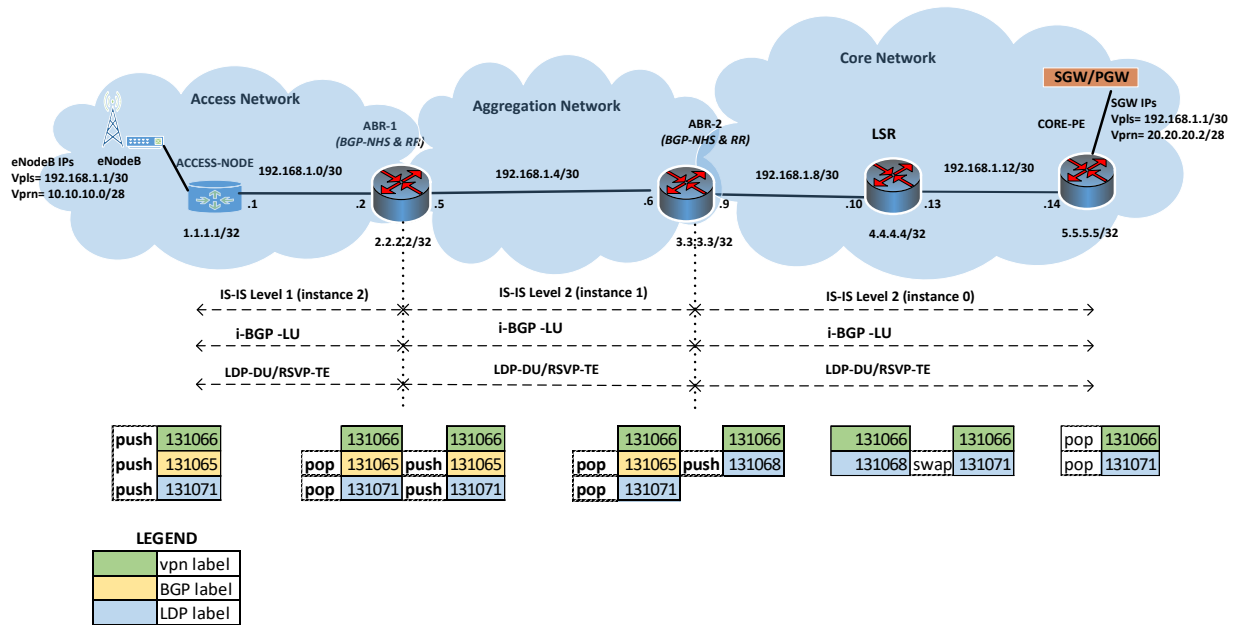 Core Network
SGW/PGW
Access Network
Aggregation Network
SGW IPs
Vpls= 192.168.1.1/30
Vprn= 20.20.20.2/28
ABR-1
(BGP-NHS & RR)
ABR-2
(BGP-NHS & RR)
LSR
CORE-PE
eNodeB
eNodeB IPs
Vpls= 192.168.1.1/30
Vprn= 10.10.10.0/28
ACCESS-NODE
192.168.1.0/30
192.168.1.4/30
192.168.1.8/30
192.168.1.12/30
.1
.2
.5
.6
.9
.10
.13
.14
1.1.1.1/32
2.2.2.2/32
3.3.3.3/32
4.4.4.4/32
5.5.5.5/32
IS-IS Level 1 (instance 2)
IS-IS Level 2 (instance 1)
IS-IS Level 2 (instance 0)
i-BGP -LU
i-BGP -LU
i-BGP -LU
LDP-DU/RSVP-TE
LDP-DU/RSVP-TE
LDP-DU/RSVP-TE
push 131066
push 131065
push 131071
131066 131066
pop 131065 push 131065
pop 131071 push 131071
131066 131066
pop 131065 push 131068
pop 131071
131066 131066
131068 swap 131071
pop 131066
pop 131071
LEGEND
vpn label
BGP label
LDP label